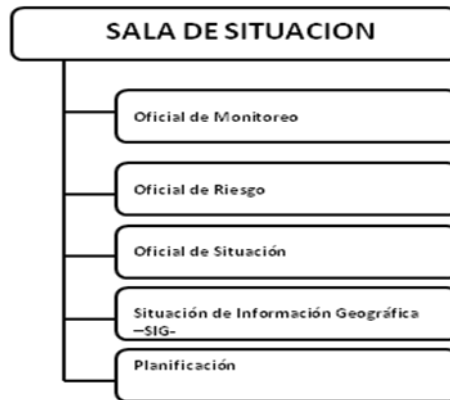 SALA DE SITUACION
Oficial de Monitoreo
Oficial de Riesgo
Oficial de Situación
Situación de Información Geográfica
–SIG-
Planificación